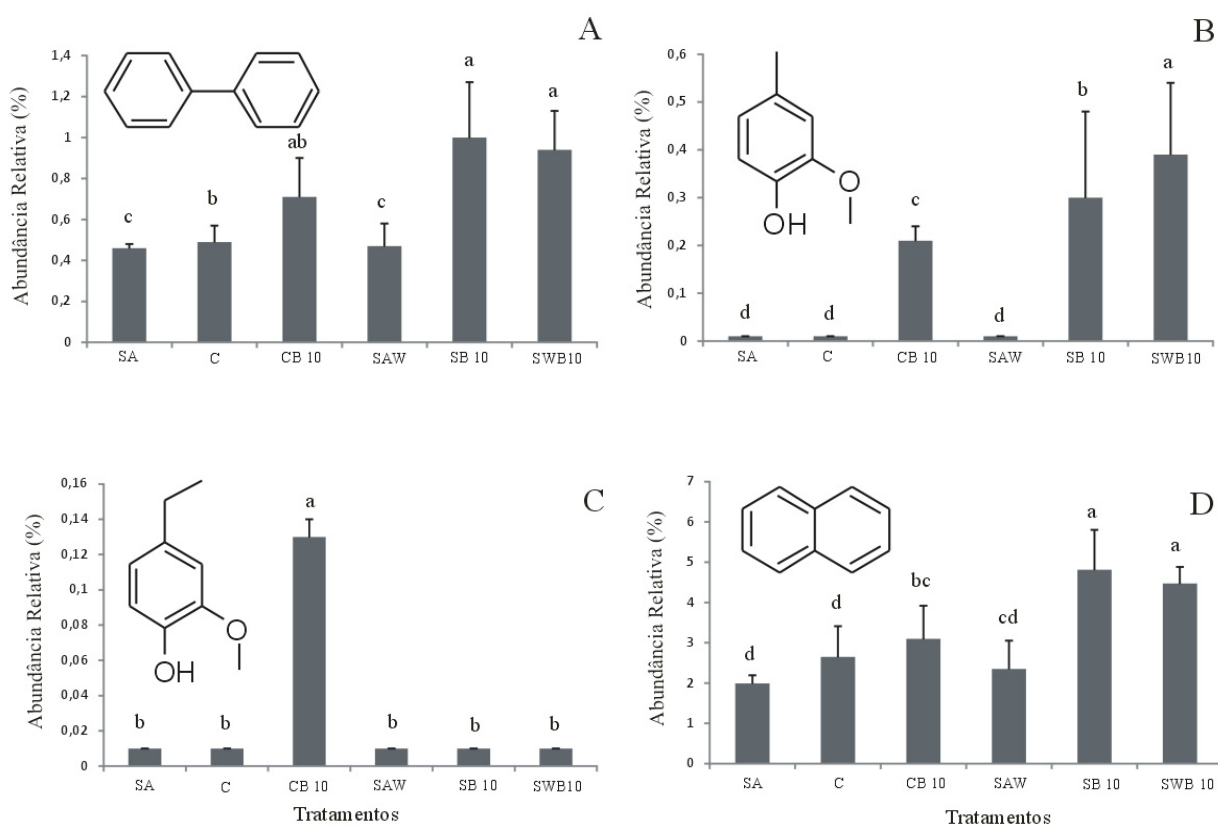 A
Abundância Relativa (%)
1,4
1,2
1
0,8
0,6
0,4
0,2
0
c
b
ab
c
a
a
SA
C
CB 10
SAW
SB 10
SWB10
B
Abundância Relativa (%)
0,6
0,5
0,4
0,3
0,2
0,1
0
O
OH
d
d
c
d
b
a
SA
C
CB 10
SAW
SB 10
SWB10
C
Abundância Relativa (%)
0,16
0,14
0,12
0,1
0,08
0,06
0,04
0,02
0
O
OH
b
b
a
b
b
b
SA
C
CB 10
SAW
SB 10
SWB10
Tratamentos
D
Abundância Relativa (%)
7
6
5
4
3
2
1
0
d
d
bc
cd
a
a
SA
C
CB 10
SAW
SB 10
SWB10
Tratamentos